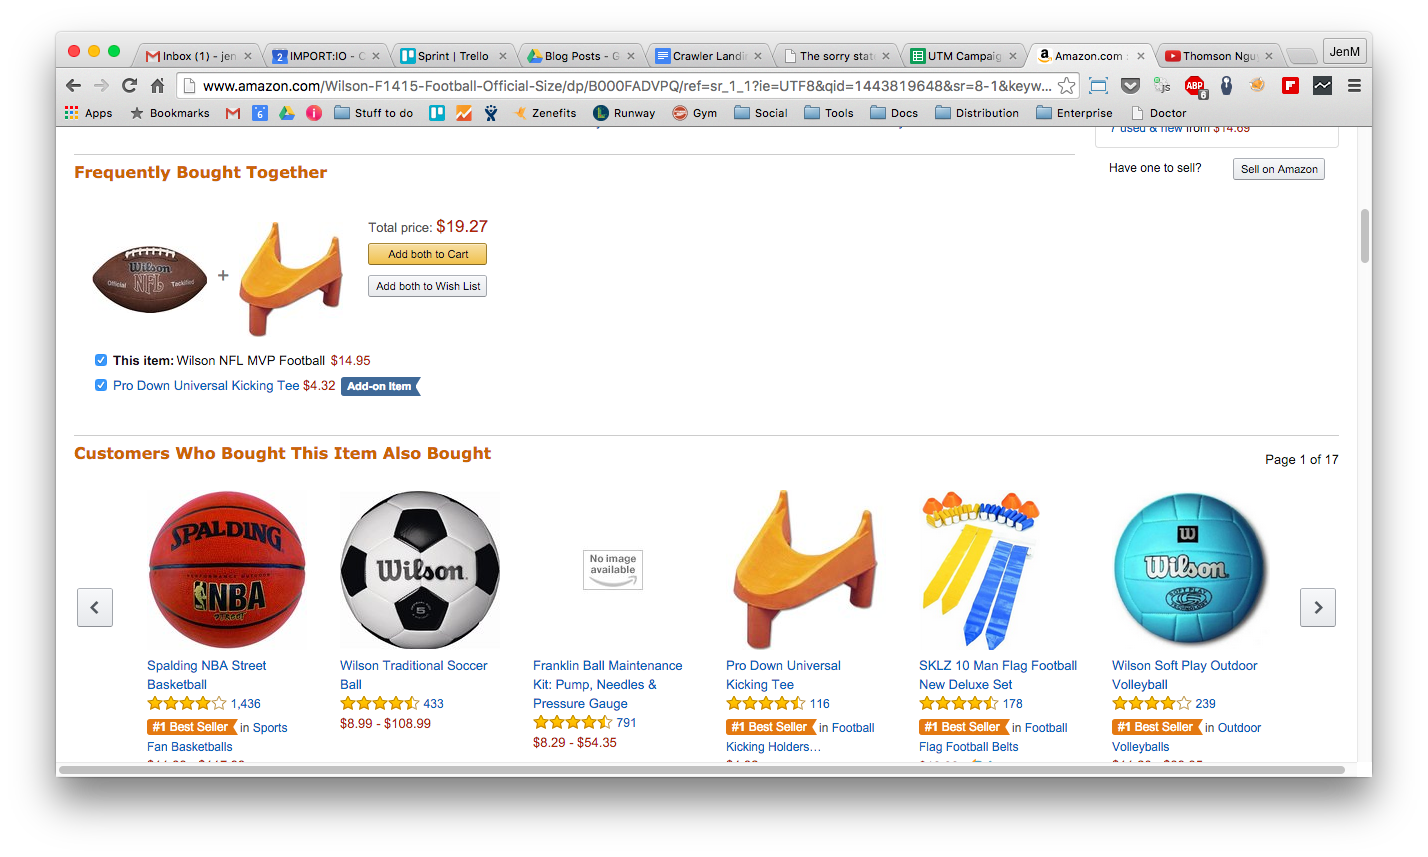 Inbox (1) - jen
IMPORT:IO - C
Sprint | Trello
Blog Posts - G
Crawler Landi
The sorry stat
UTM Campaig
Amazon.com :
Thomson Ngu
JenM
www.amazon.com/Wilson-F1415-Football-Official-Size/dp/B000FADVPQ/ref=sr_1_1?ie=UTF8&qid=1443819648&sr=8-1&keyw...
js
ABP
6
Apps
Bookmarks
6
Stuff to do
Zenefits
Runway
Gym
Social
Tools
Docs
Distribution
Enterprise
Doctor
7 used & new from $14.69
Have one to sell?
Sell on Amazon
Frequently Bought Together
Wilson
NFL
Official
Tackified
+
Total price: $19.27
Add both to Cart
Add both to Wish List
This item: Wilson NFL MVP Football $14.95
Pro Down Universal Kicking Tee $4.32 Add-on Item
Customers Who Bought This Item Also Bought
Page 1 of 17
SPALDING
NBA
STREET
Spalding NBA Street
Basketball
1,436
#1 Best Seller in Sports
Fan Basketballs
Wilson
5
Wilson Traditional Soccer
Ball
433
$8.99 - $108.99
No image
available
Franklin Ball Maintenance
Kit: Pump, Needles &
Pressure Gauge
791
$8.29 - $54.35
Pro Down Universal
Kicking Tee
116
#1 Best Seller in Football
Kicking Holders...
SKLZ 10 Man Flag Football
New Deluxe Set
178
#1 Best Seller in Football
Flag Football Belts
W
Wilson
SOFT PLAY
Wilson Soft Play Outdoor
Volleyball
239
#1 Best Seller in Outdoor
Volleyballs